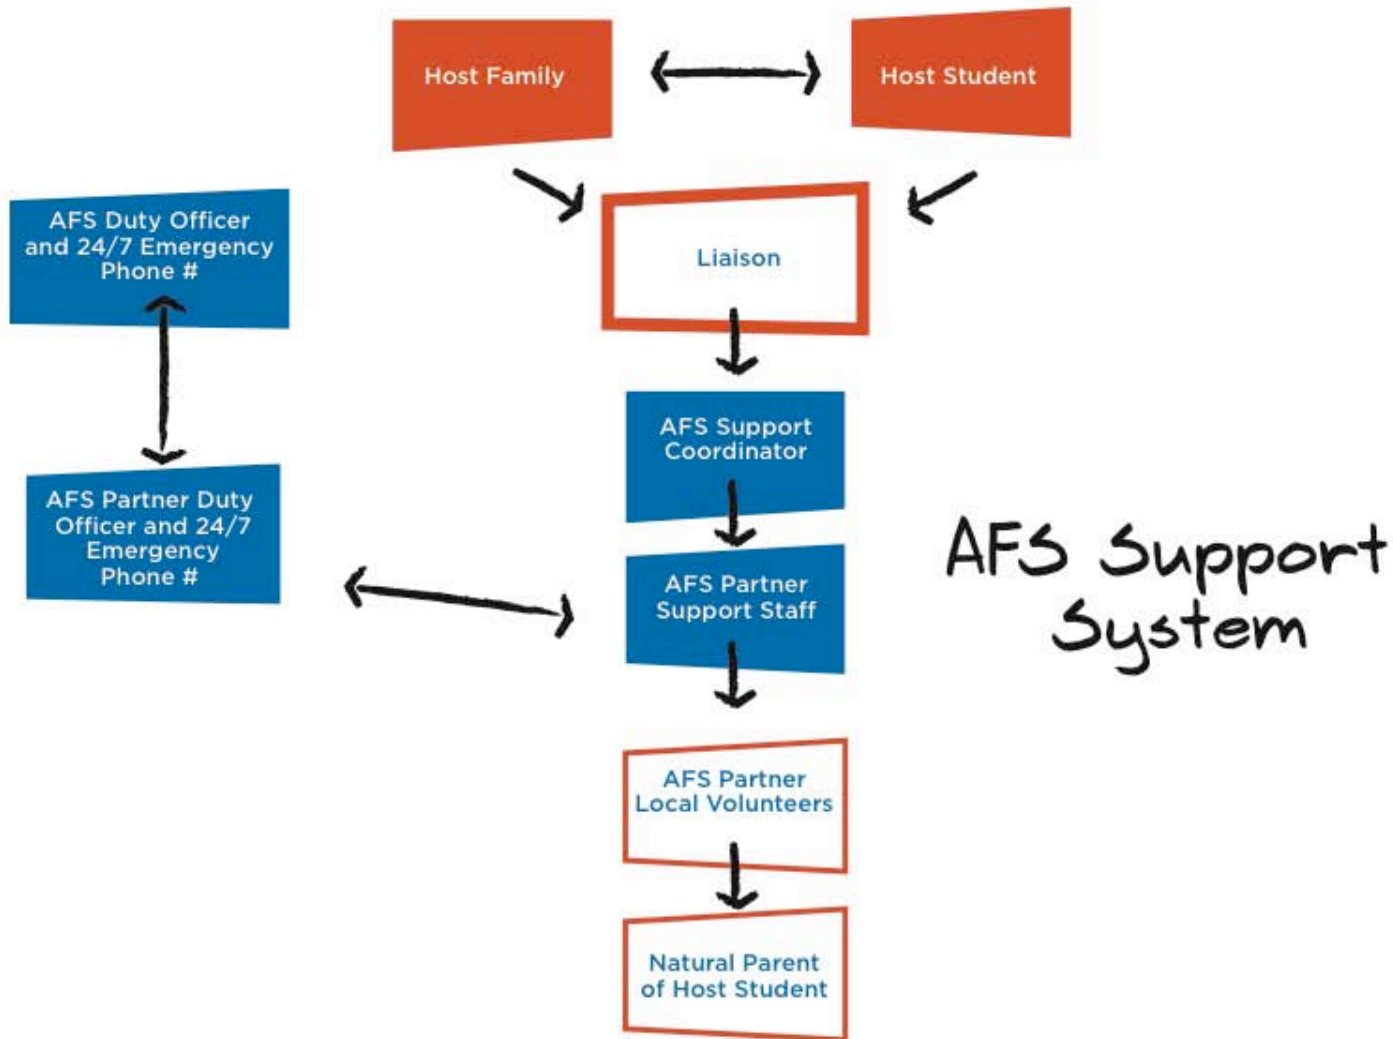 Host Family
Host Student
AFS Duty Officer
and 24/7 Emergency
Phone #
Liaison
AFS Support
Coordinator
AFS Partner Duty
Officer and 24/7
Emergency
Phone #
AFS Partner
Support Staff
AFS Support
System
AFS Partner
Local Volunteers
Natural Parent
of Host Student